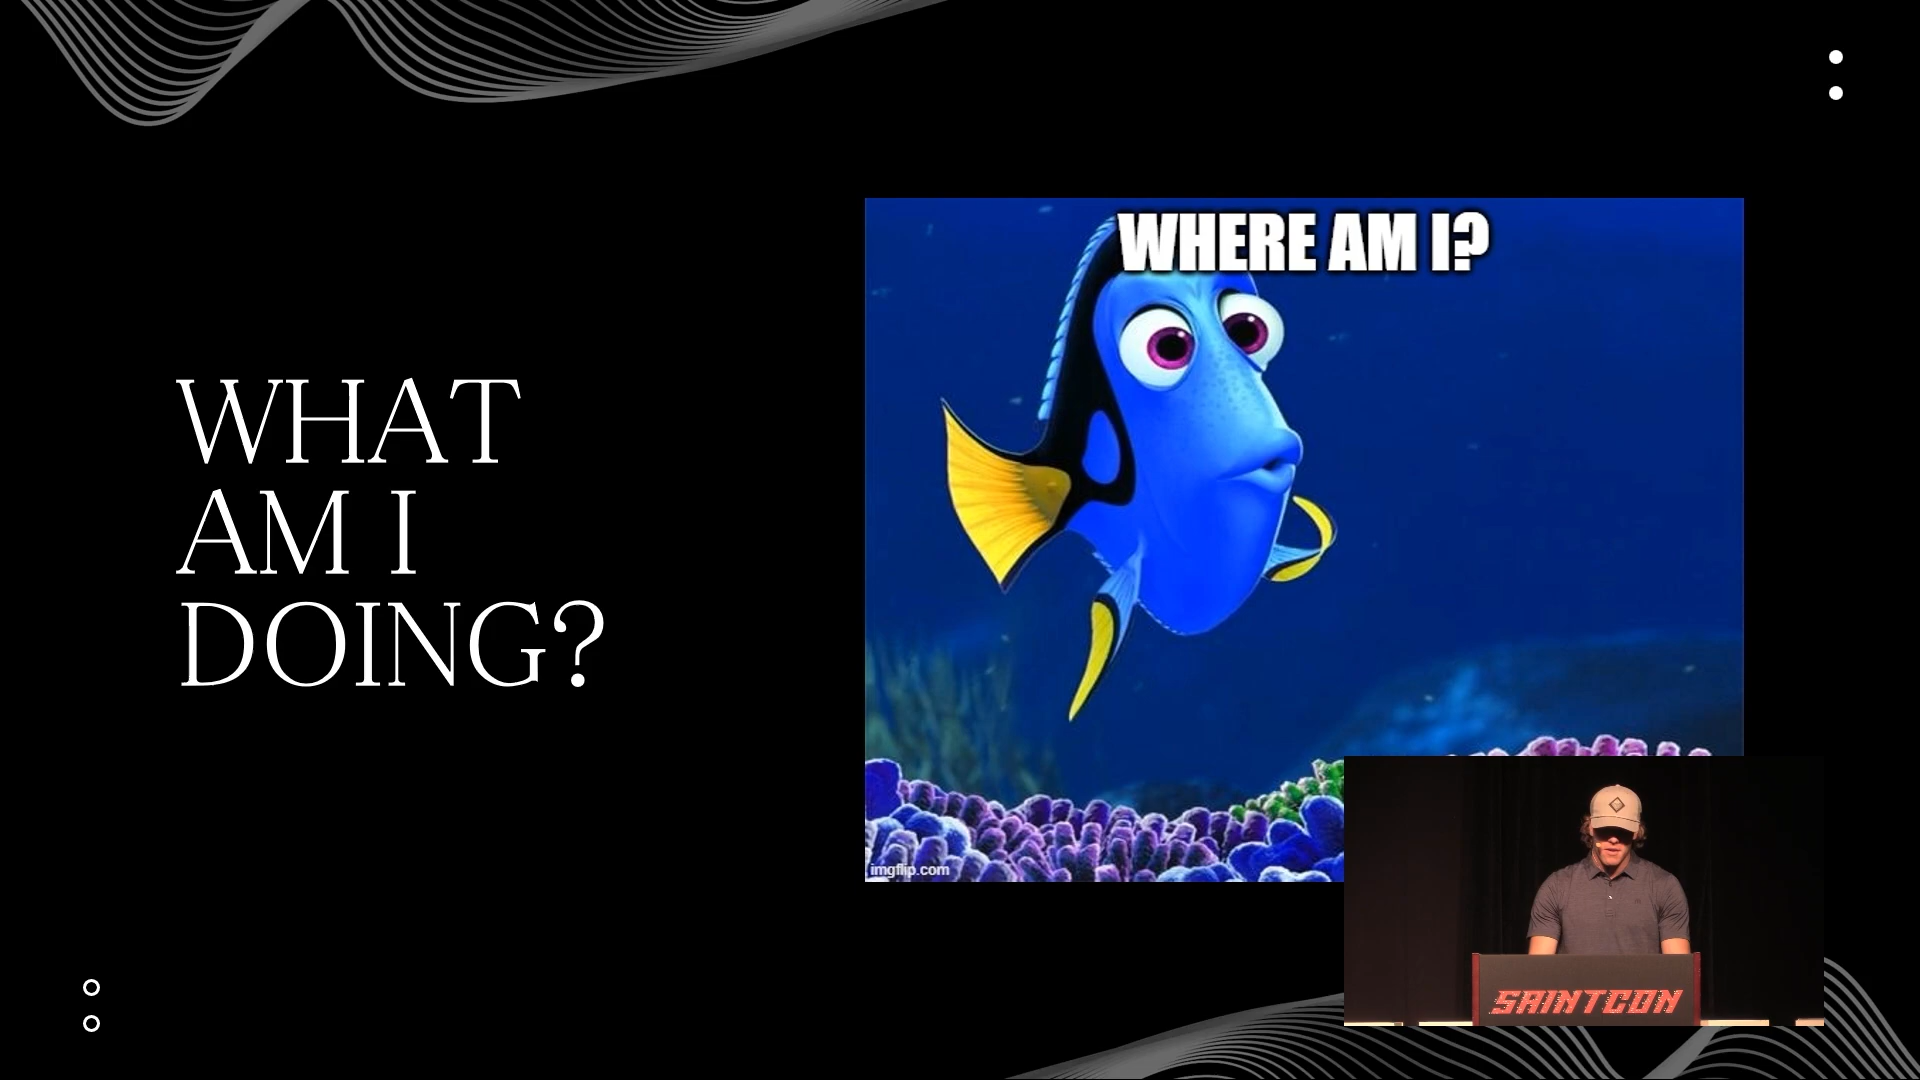 WHAT
AM I
DOING?
WHERE AM I?
imgflip.com
SAINTCON